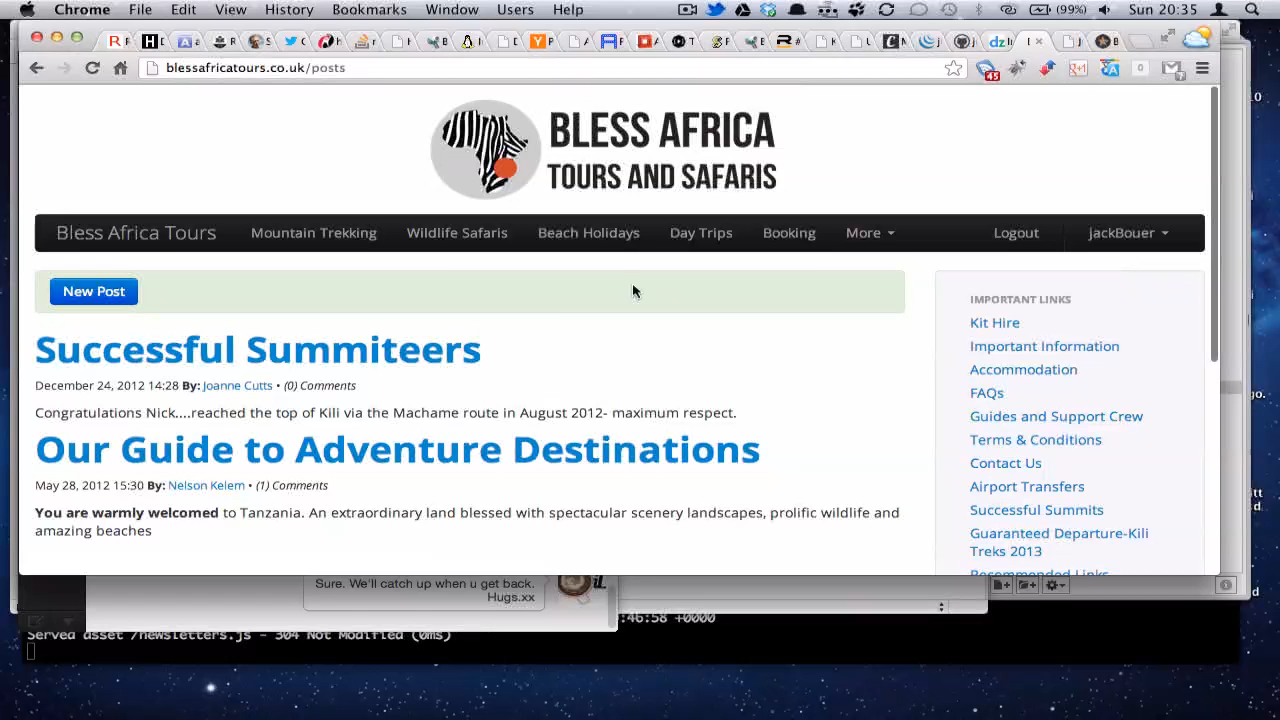 Chrome File Edit View History Bookmarks Window Users Help (99%) Sun 20:35
blessafricatours.co.uk/posts
45
BLESS AFRICA
TOURS AND SAFARIS
Bless Africa Tours Mountain Trekking Wildlife Safaris Beach Holidays Day Trips Booking More Logout jackBouer
New Post
Successful Summiteers
December 24, 2012 14:28 By: Joanne Cutts • (0) Comments
Congratulations Nick....reached the top of Kili via the Machame route in August 2012- maximum respect.
Our Guide to Adventure Destinations
May 28, 2012 15:30 By: Nelson Kelem • (1) Comments
You are warmly welcomed to Tanzania. An extraordinary land blessed with spectacular scenery landscapes, prolific wildlife and
amazing beaches
IMPORTANT LINKS
Kit Hire
Important Information
Accommodation
FAQs
Guides and Support Crew
Terms & Conditions
Contact Us
Airport Transfers
Successful Summits
Guaranteed Departure-Kili
Treks 2013
Recommended Links
Sure. We'll catch up when u get back.
Hugs.xx
:46:58 +0000
Served asset /newsletters.js - 304 Not Modified (0ms)